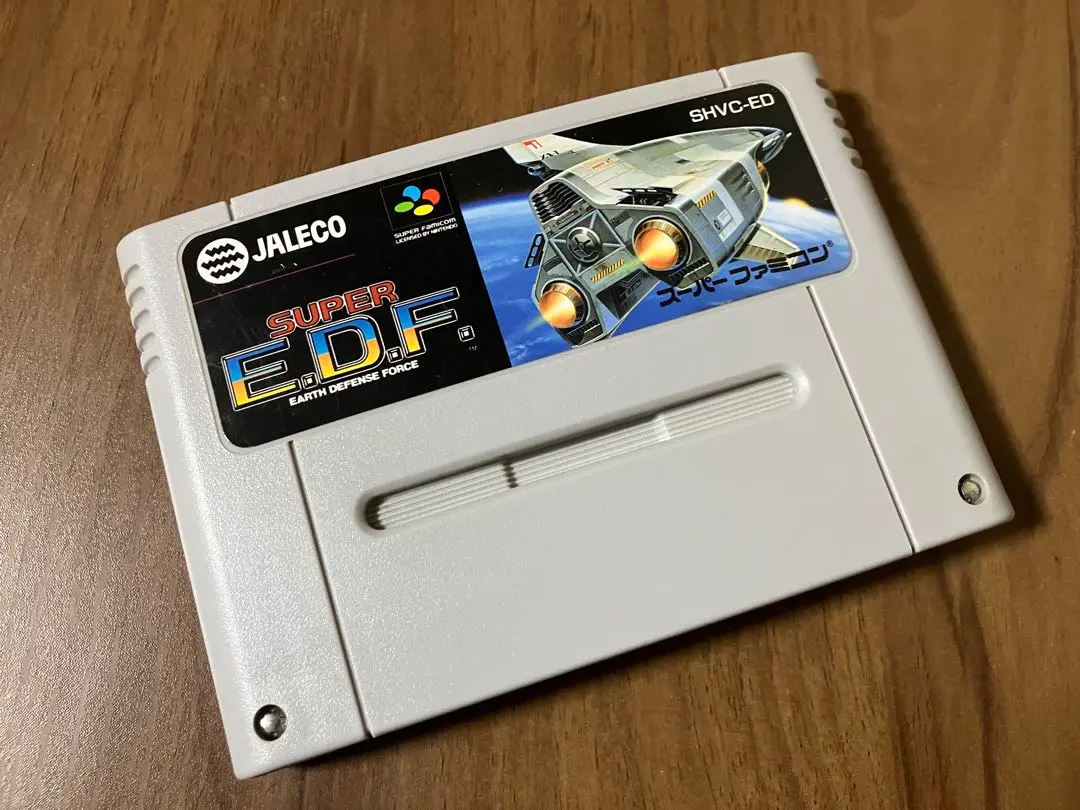 JALECO
SUPER FAMICOM
LICENSED BY NINTENDO
SHVC-ED
SUPER
E.D.F.
TM
EARTH DEFENSE FORCE
スーパーファミコン®